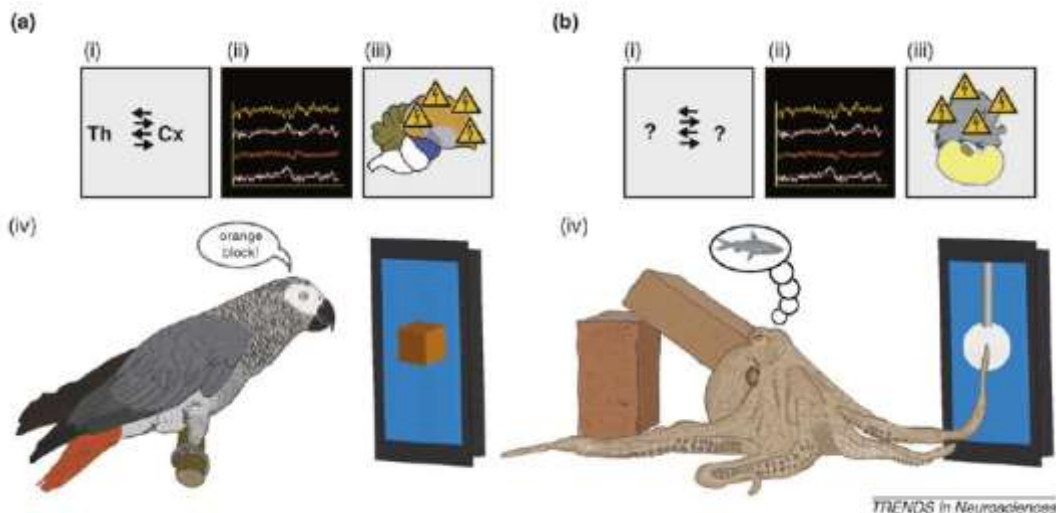 (a)
(i)
(ii)
(iii)
Th
Cx
(iv)
orange
block!
(b)
(i)
(ii)
(iii)
?
?
(iv)
TRENDS in Neurosciences